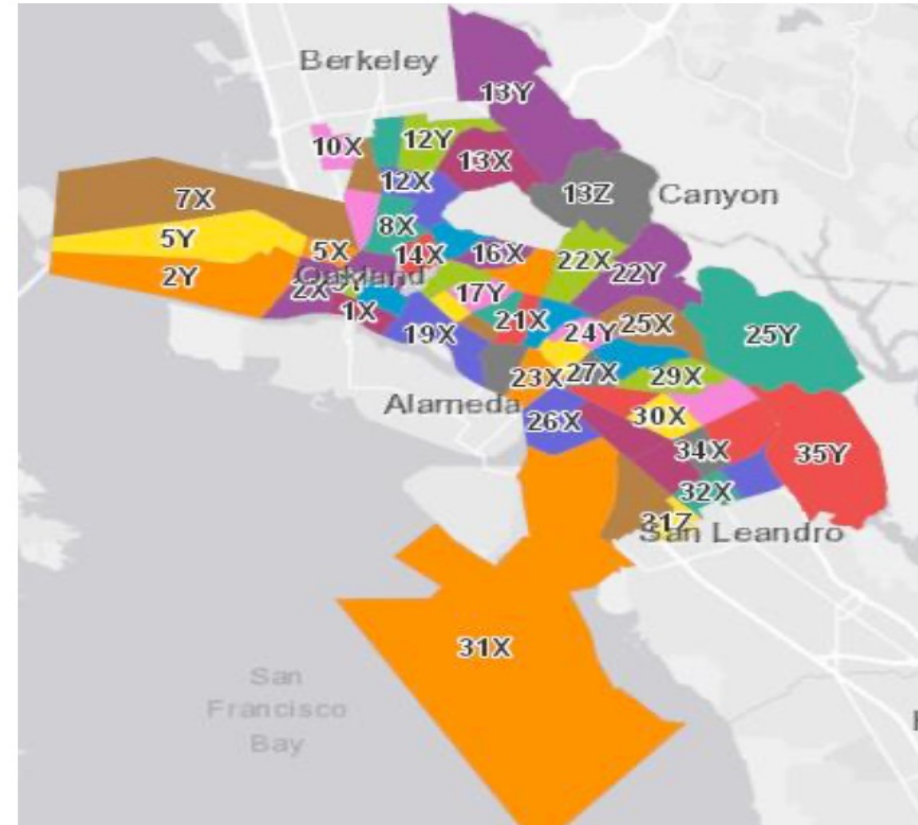 Berkeley
13Y
10X
12Y
13X
12X
13Z
Canyon
7X
8X
5Y
5X
14X
16X
22X
22Y
2Y
Oakland
2X
17Y
1X
21X
19X
24Y
25X
25Y
23X
27X
29X
Alameda
26X
30X
34X
35Y
32X
31Z
San Leandro
31X
San
Francisco
Bay